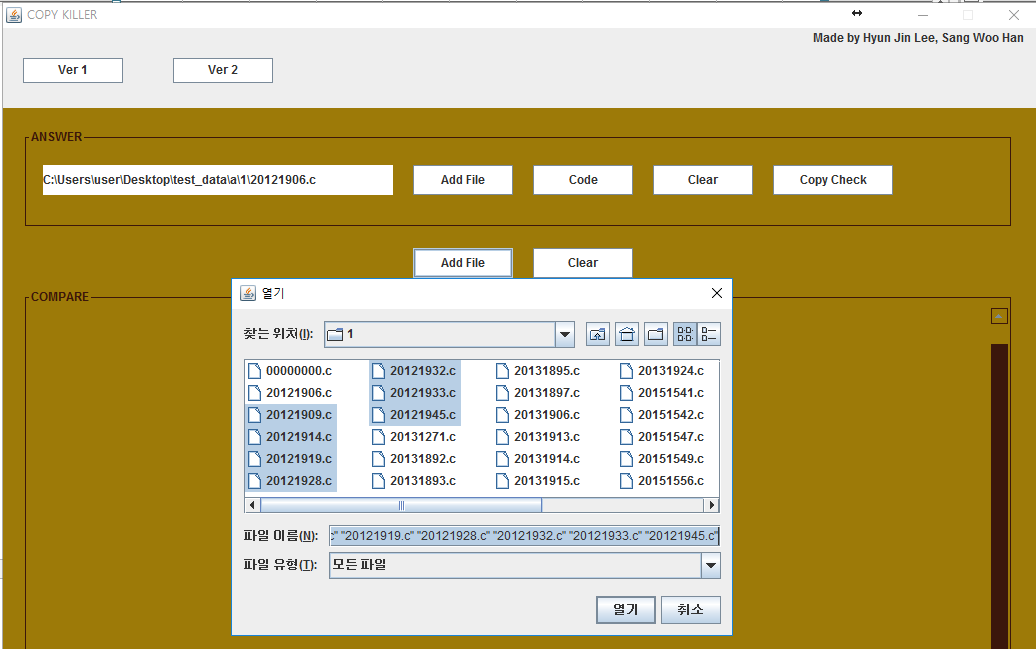 COPY KILLER
Made by Hyun Jin Lee, Sang Woo Han
Ver 1 Ver 2
ANSWER
C:\Users\user\Desktop\test_data\a\1\20121906.c Add File Code Clear Copy Check
Add File Clear
COMPARE
열기
찾는 위치(I): 1
00000000.c 20121932.c 20131895.c 20131924.c
20121906.c 20121933.c 20131897.c 20151541.c
20121909.c 20121945.c 20131906.c 20151542.c
20121914.c 20131271.c 20131913.c 20151547.c
20121919.c 20131892.c 20131914.c 20151549.c
20121928.c 20131893.c 20131915.c 20151556.c
파일 이름(N): " "20121919.c" "20121928.c" "20121932.c" "20121933.c" "20121945.c"
파일 유형(T): 모든 파일
열기 취소